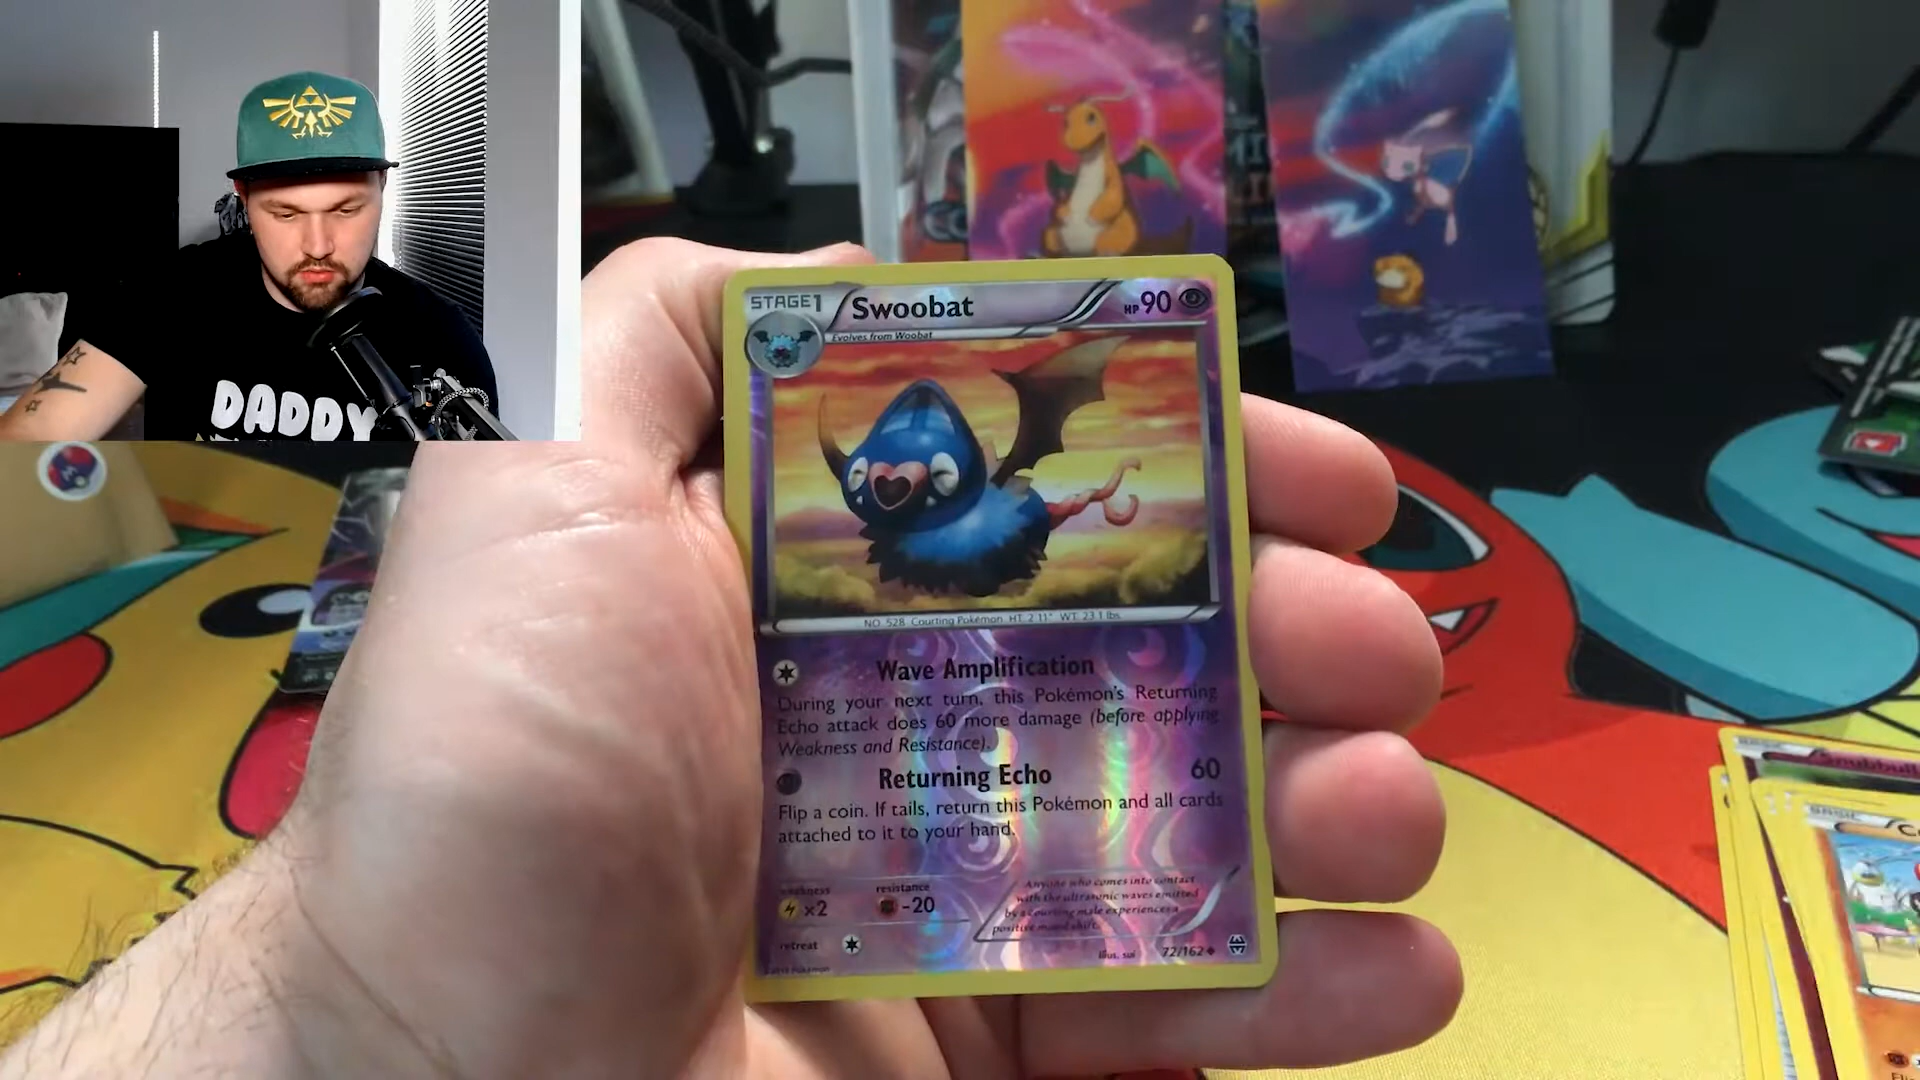 DADDY
STAGE1 Swoobat HP90
Evolves from Woobat
NO. 528 Courting Pokémon HT. 2'11" WT. 23.1 lbs.
Wave Amplification
During your next turn, this Pokémon's Returning
Echo attack does 60 more damage (before applying
Weakness and Resistance).
Returning Echo 60
Flip a coin. If tails, return this Pokémon and all cards
attached to it to your hand.
weakness resistance
x2 -20
retreat
Anyone who comes into contact
with the ultrasonic waves emitted
by a courting male experiences a
positive mood shift.
Illus. sui 72/162
Snubbull
BASIC